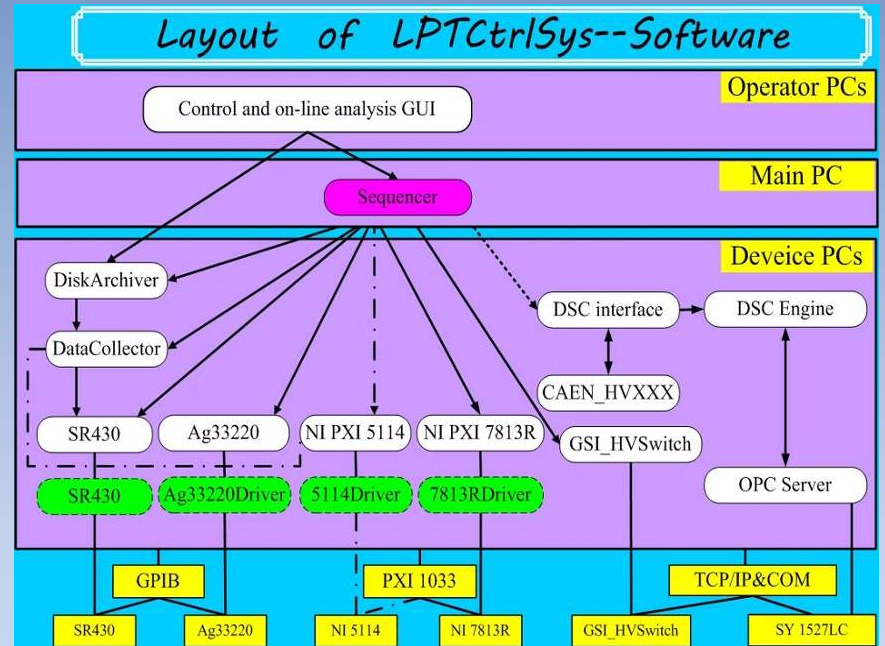 Layout of LPTCtrlSys--Software
Operator PCs
Control and on-line analysis GUI
Main PC
Sequencer
Deveice PCs
DiskArchiver
DSC interface
DSC Engine
DataCollector
CAEN_HVXXX
SR430
Ag33220
NI PXI 5114
NI PXI 7813R
GSI_HVSwitch
OPC Server
SR430
Ag33220Driver
5114Driver
7813RDriver
GPIB
PXI 1033
TCP/IP&COM
SR430
Ag33220
NI 5114
NI 7813R
GSI_HVSwitch
SY 1527LC